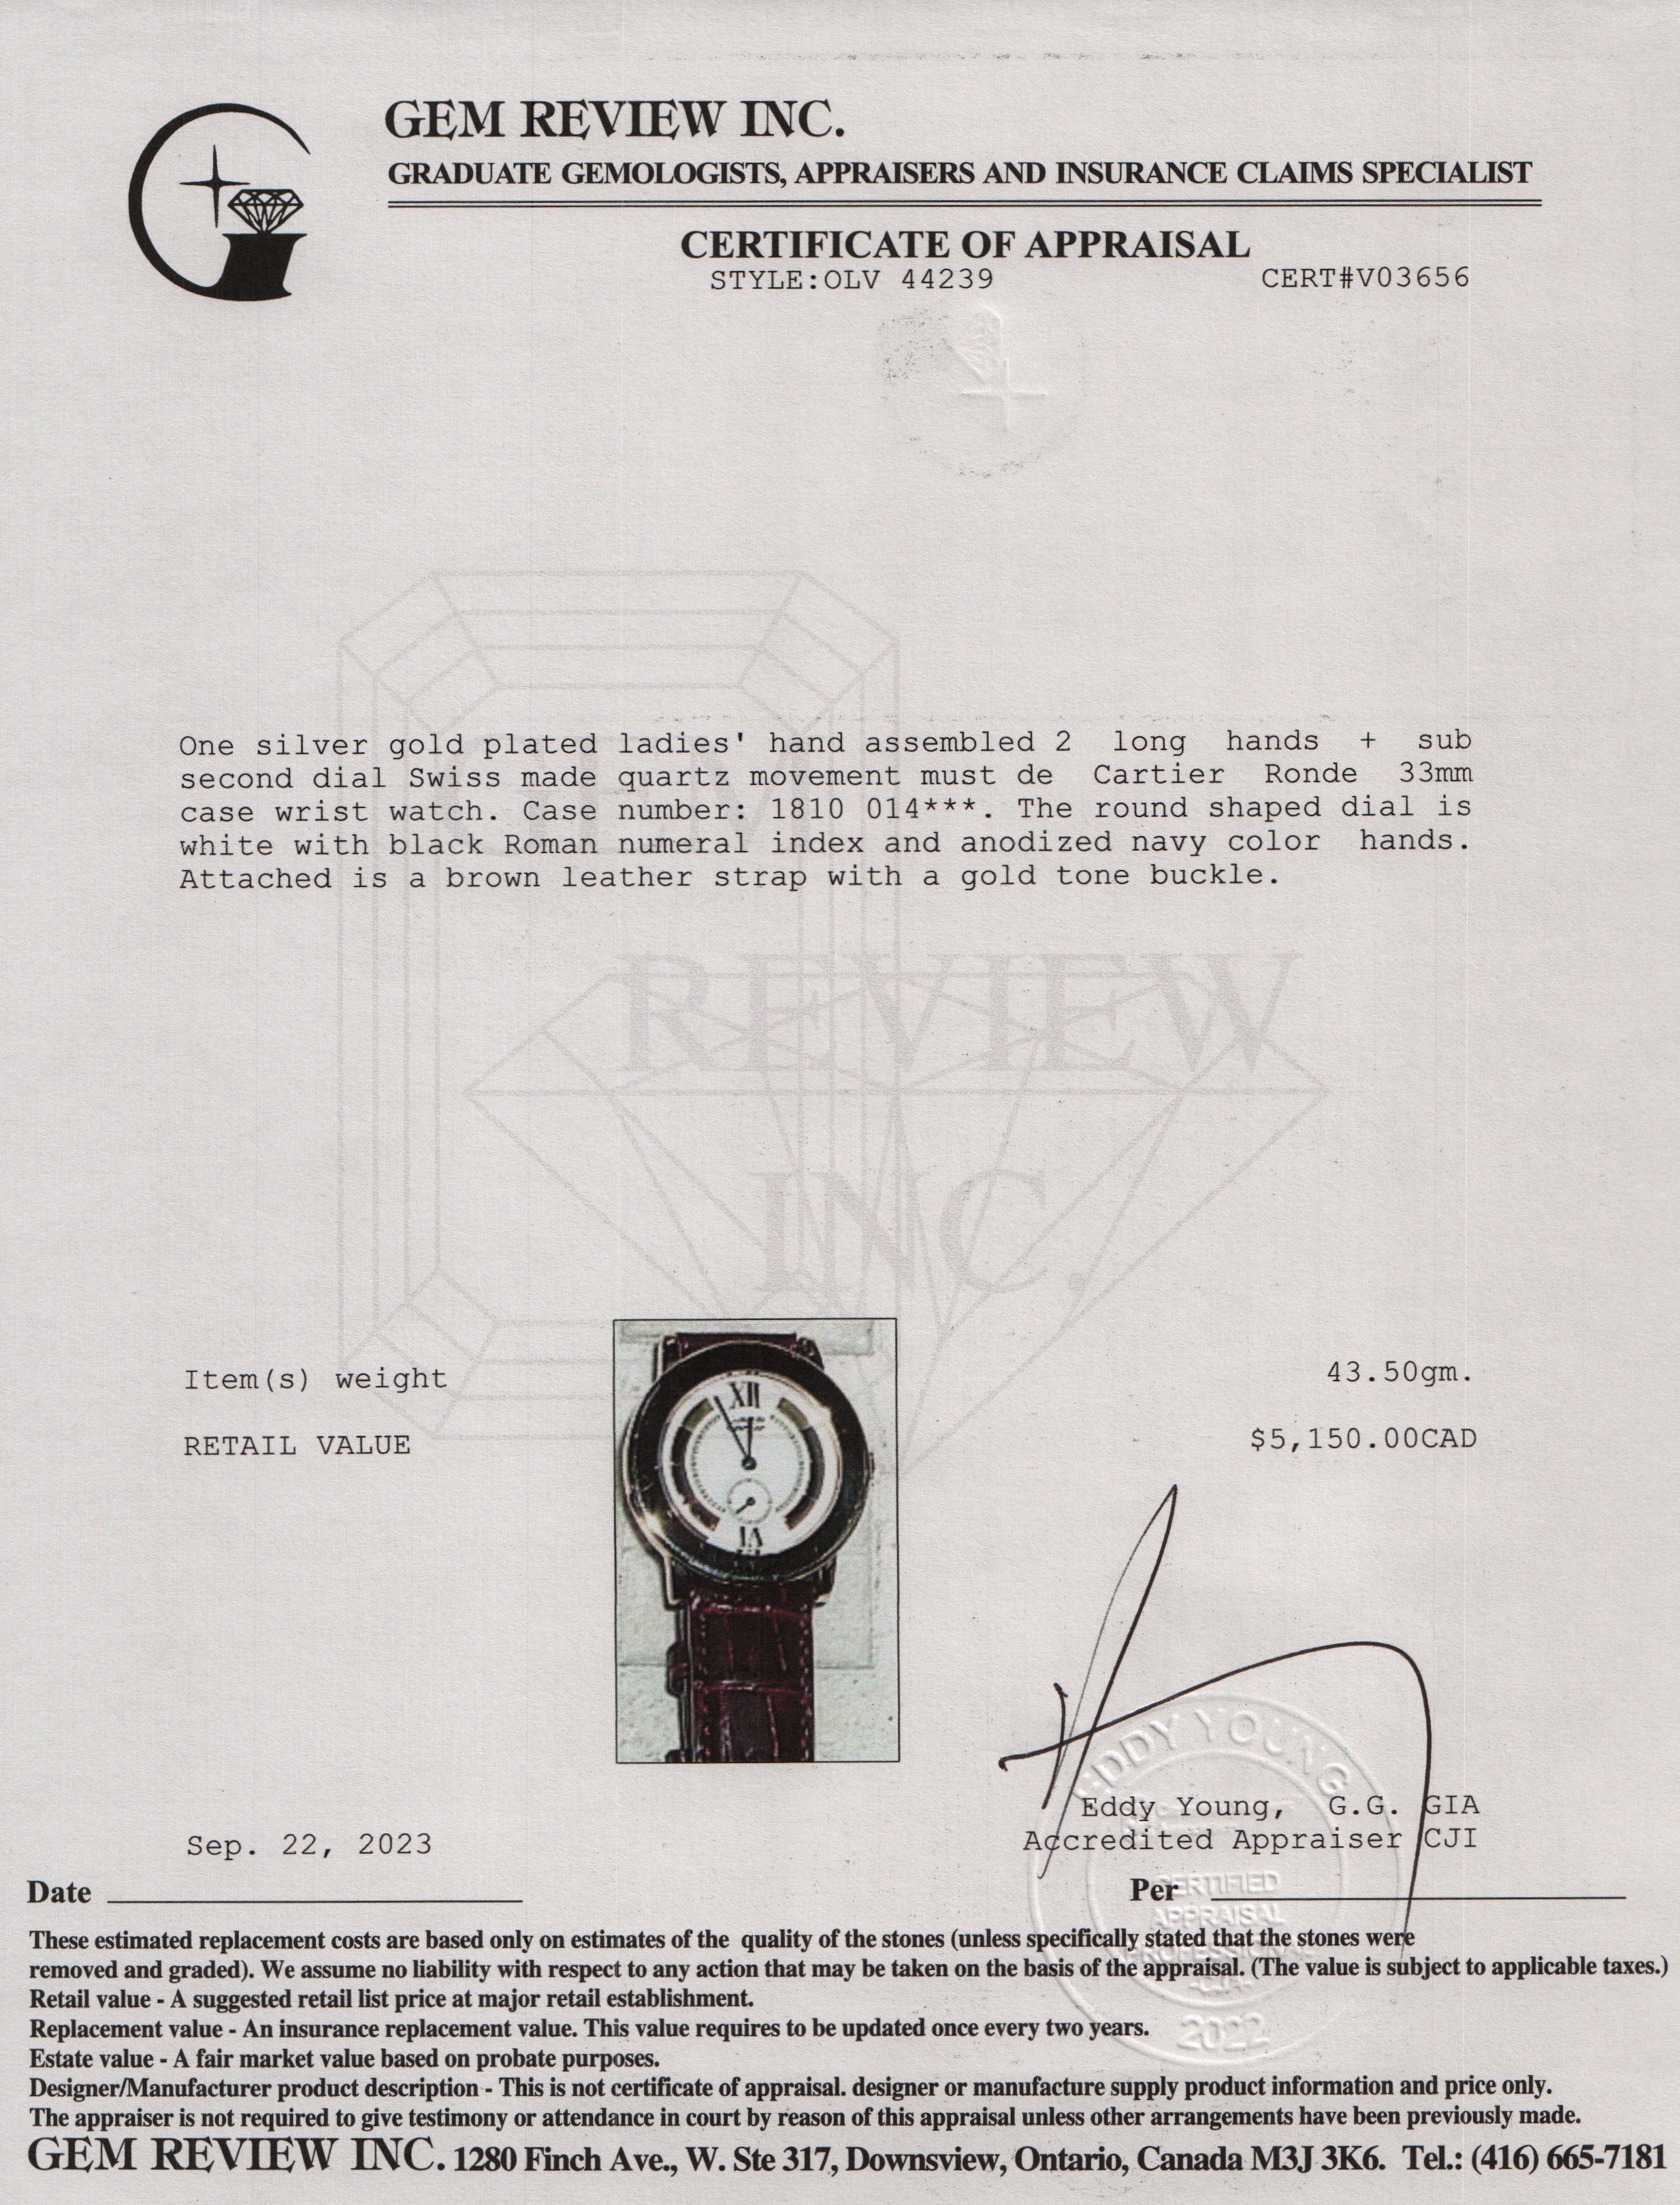 GEM REVIEW INC.
GRADUATE GEMOLOGISTS, APPRAISERS AND INSURANCE CLAIMS SPECIALIST
CERTIFICATE OF APPRAISAL
STYLE:OLV 44239 CERT#V03656
One silver gold plated ladies' hand assembled 2 long hands + sub
second dial Swiss made quartz movement must de Cartier Ronde 33mm
case wrist watch. Case number: 1810 014***. The round shaped dial is
white with black Roman numeral index and anodized navy color hands.
Attached is a brown leather strap with a gold tone buckle.
REVIEW
INC.
Item(s) weight 43.50gm.
RETAIL VALUE $5,150.00CAD
XII
VI
EDDY YOUNG
Eddy Young, G.G. GIA
Accredited Appraiser CJI
Sep. 22, 2023
Date Per
CERTIFIED
APPRAISAL
PROFESSIONAL
2022
These estimated replacement costs are based only on estimates of the quality of the stones (unless specifically stated that the stones were
removed and graded). We assume no liability with respect to any action that may be taken on the basis of the appraisal. (The value is subject to applicable taxes.)
Retail value - A suggested retail list price at major retail establishment.
Replacement value - An insurance replacement value. This value requires to be updated once every two years.
Estate value - A fair market value based on probate purposes.
Designer/Manufacturer product description - This is not certificate of appraisal. designer or manufacture supply product information and price only.
The appraiser is not required to give testimony or attendance in court by reason of this appraisal unless other arrangements have been previously made.
GEM REVIEW INC. 1280 Finch Ave., W. Ste 317, Downsview, Ontario, Canada M3J 3K6. Tel.: (416) 665-7181